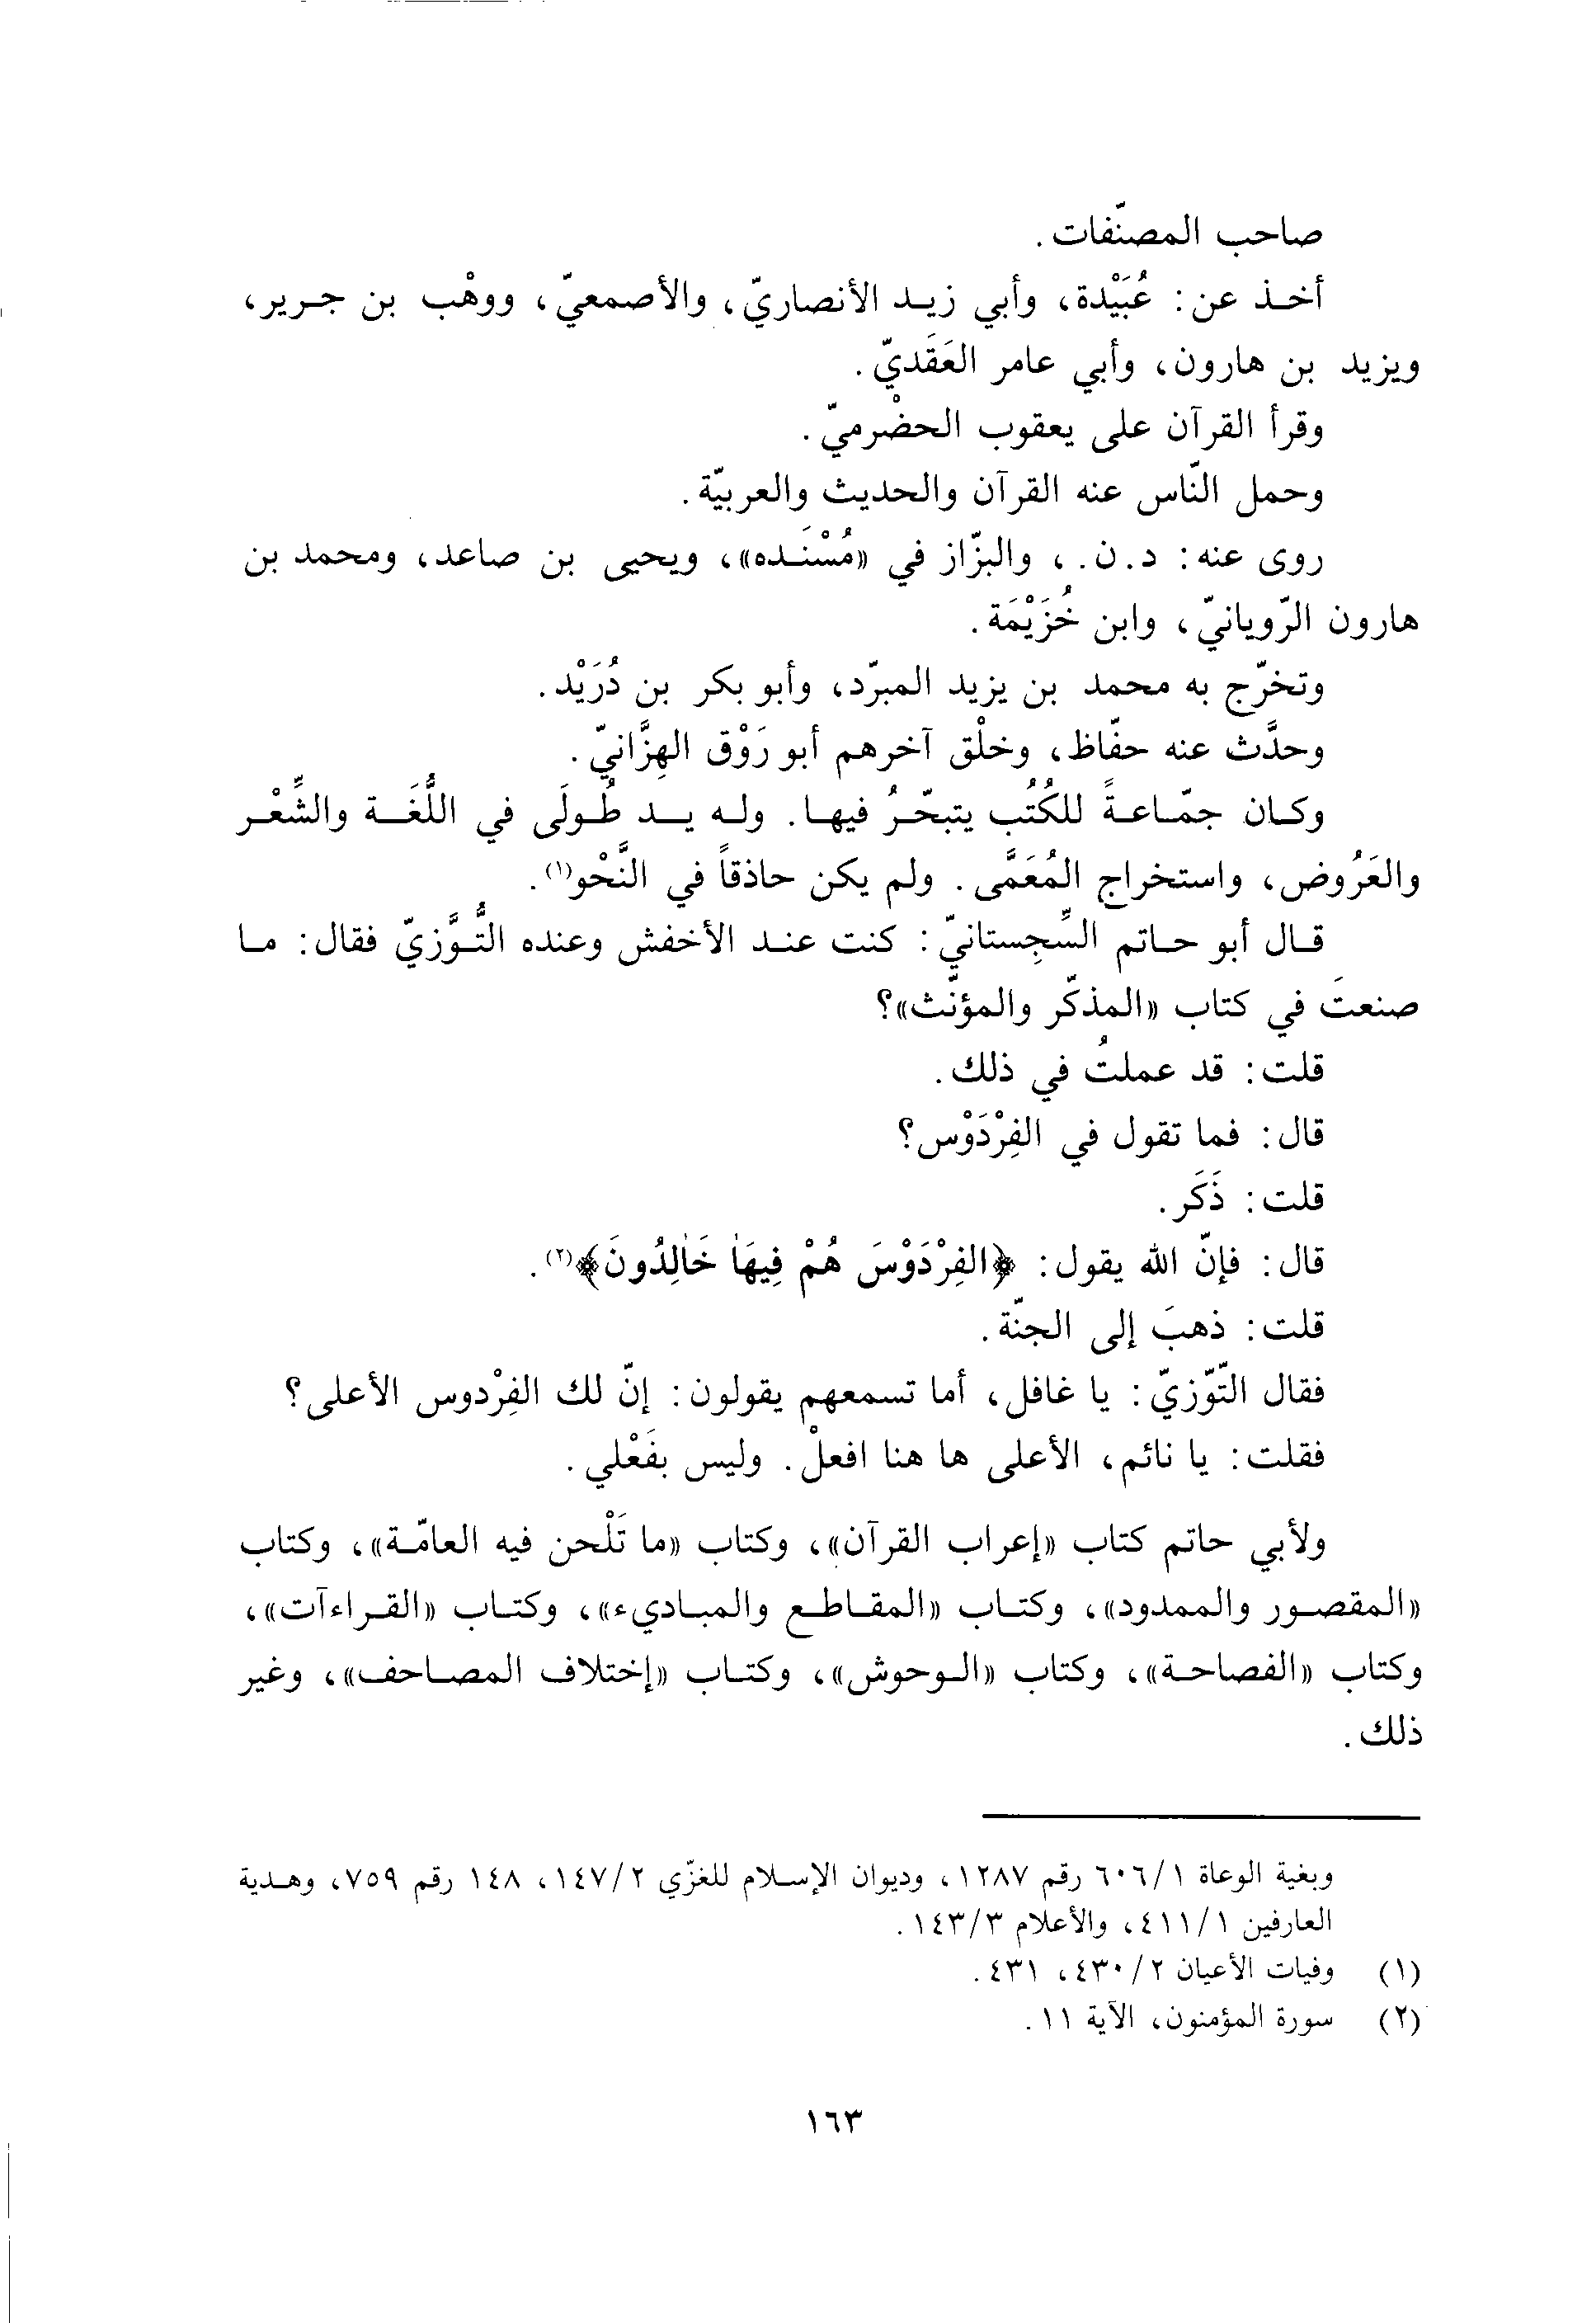 صاحب المصنّفات.
أخذ عن: عُبَيْدة، وأبي زيد الأنصاريّ، والأصمعيّ، ووهْب بن جرير،
ويزيد بن هارون، وأبي عامر العَقَديّ.
وقرأ القرآن على يعقوب الحضْرميّ.
وحمل النّاس عنه القرآن والحديث والعربيّة.
روى عنه: د.ن.، والبزّاز في «مُسْنَده»، ويحيى بن صاعد، ومحمد بن
هارون الرّويانيّ، وابن خُزَيْمَة.
وتخرّج به محمد بن يزيد المبرّد، وأبو بكر بن دُرَيْد.
وحدَّث عنه حفّاظ، وخلْق آخرهم أبو رَوْق الهِزَّانيّ.
وكان جمّاعةً للكُتُب يتبحّرُ فيها. وله يد طُولَى في اللُّغَة والشِّعْر
والعَرُوض، واستخراج المُعَمَّى. ولم يكن حاذقاً في النَّحْو(١).
قال أبو حاتم السِّجِستانيّ: كنت عند الأخفش وعنده التُّوَّزيّ فقال: ما
صنعتَ في كتاب «المذكّر والمؤنّث»؟
قلت: قد عملتُ في ذلك.
قال: فما تقول في الفِرْدَوْس؟
قلت: ذَكَر.
قال: فإنّ الله يقول: ﴿الفِرْدَوْسَ هُمْ فِيهَا خَالِدُونَ﴾(٢).
قلت: ذهبَ إلى الجنّة.
فقال التّوّزيّ: يا غافل، أما تسمعهم يقولون: إنّ لك الفِرْدوس الأعلى؟
فقلت: يا نائم، الأعلى ها هنا افعلْ. وليس بفَعْلي.
ولأبي حاتم كتاب «إعراب القرآن»، وكتاب «ما تَلْحن فيه العامّة»، وكتاب
«المقصور والممدود»، وكتاب «المقاطع والمباديء»، وكتاب «القراءآت»،
وكتاب «الفصاحة»، وكتاب «الوحوش»، وكتاب «إختلاف المصاحف»، وغير
ذلك.
وبغية الوعاة ١/٦٠٦ رقم ١٢٨٧، وديوان الإسلام للغزّي ٢/١٤٧، ١٤٨ رقم ٧٥٩، وهدية
العارفين ١/٤١١، والأعلام ٣/١٤٣.
(١) وفيات الأعيان ٢/٤٣٠، ٤٣١.
(٢) سورة المؤمنون، الآية ١١.
١٦٣